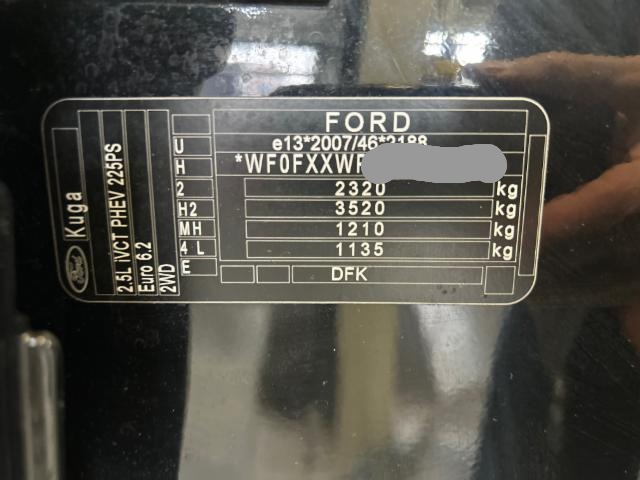 FORD
e13*2007/46*2188
*WF0FXXWP
2320 kg
3520 kg
1210 kg
1135 kg
DFK
U
H
2
H2
MH
4 L
E
Kuga
Ford
2.5L iVCT PHEV 225PS
Euro 6.2
2WD